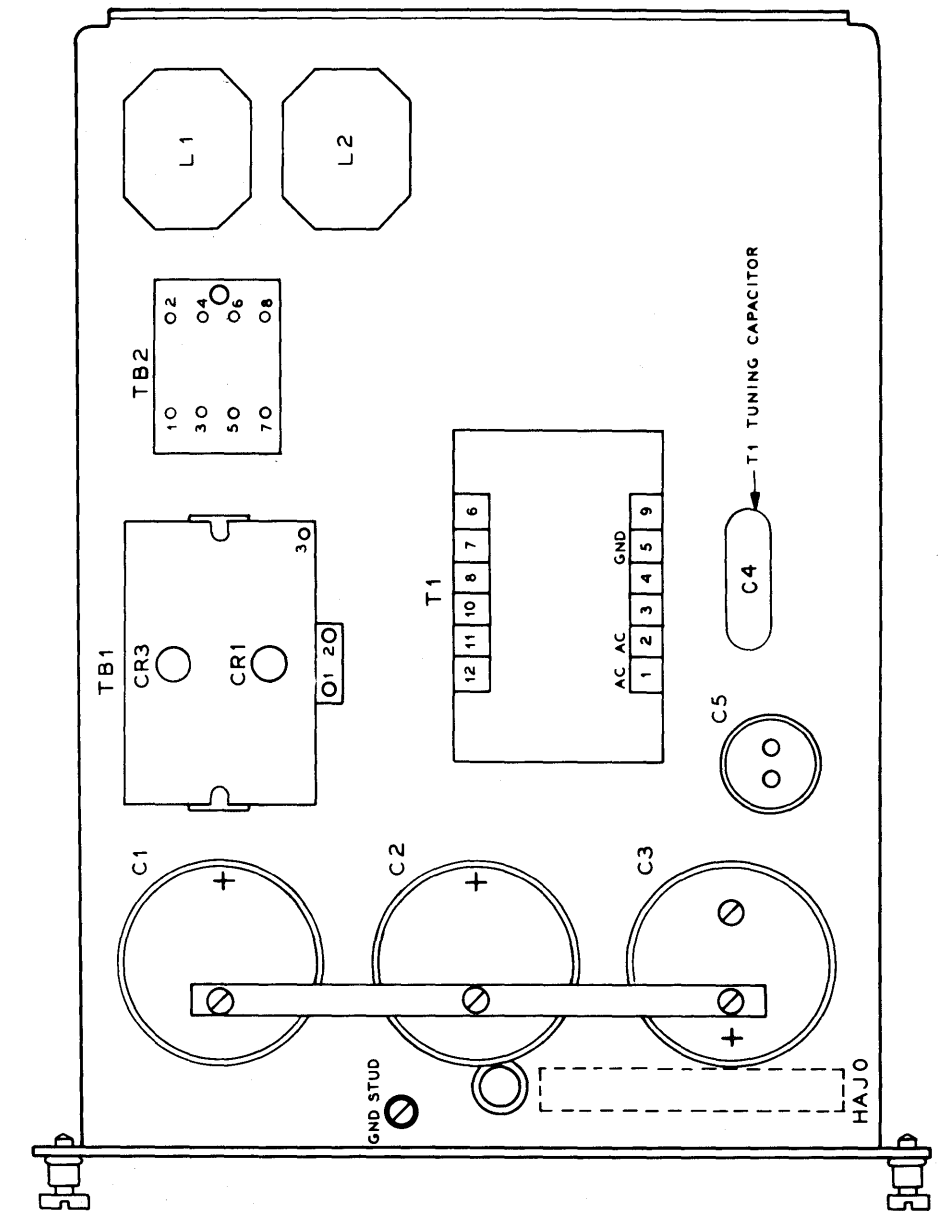 L1
L2
TB2
1 2
3 4
5 6
7 8
T1 TUNING CAPACITOR
TB1
CR3
CR1
1 2
3
T1
12 11 10 8 7 6
AC AC GND
1 2 3 4 5 9
C4
C5
C1
+
C2
+
C3
+
GND STUD
HAJO